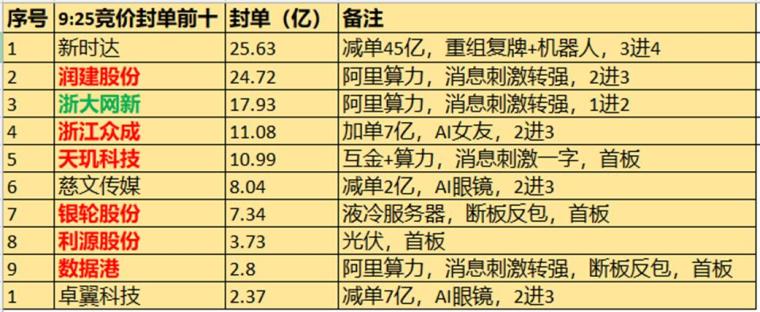 序号 9:25竞价封单前十 封单（亿） 备注
1 新时达 25.63 减单45亿，重组复牌+机器人，3进4
2 润建股份 24.72 阿里算力，消息刺激转强，2进3
3 浙大网新 17.93 阿里算力，消息刺激转强，1进2
4 浙江众成 11.08 加单7亿，AI女友，2进3
5 天玑科技 10.99 互金+算力，消息刺激一字，首板
6 慈文传媒 8.04 减单2亿，AI眼镜，2进3
7 银轮股份 7.34 液冷服务器，断板反包，首板
8 利源股份 3.73 光伏，首板
9 数据港 2.8 阿里算力，消息刺激转强，断板反包，首板
1 卓翼科技 2.37 减单7亿，AI眼镜，2进3